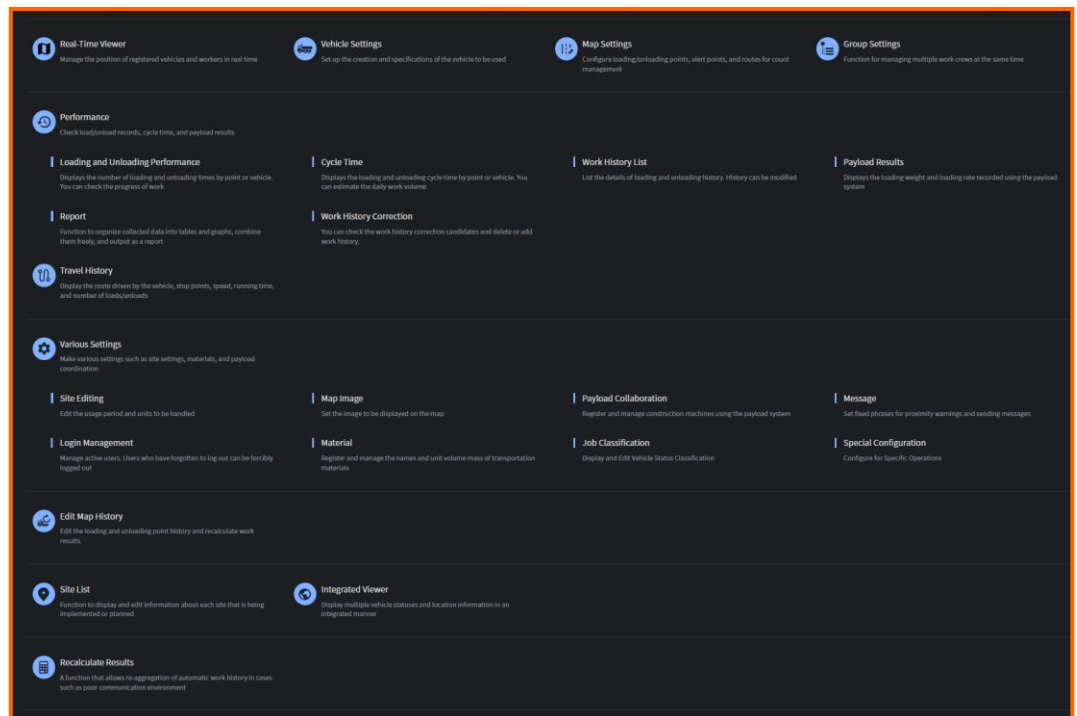 Real-Time Viewer
Manage the position of registered vehicles and workers in real time
Vehicle Settings
Set up the creation and specifications of the vehicle to be used
Map Settings
Configure loading/unloading points, alert points, and routes for count
management
Group Settings
Function for managing multiple work crews at the same time
Performance
Check load/unload records, cycle time, and payload results
Loading and Unloading Performance
Displays the number of loading and unloading times by point or vehicle.
You can check the progress of work
Cycle Time
Displays the loading and unloading cycle time by point or vehicle. You
can estimate the daily work volume
Work History List
List the details of loading and unloading history. History can be modified
Payload Results
Displays the loading weight and loading rate recorded using the payload
system
Report
Function to organize collected data into tables and graphs, combine
them freely, and output as a report
Work History Correction
You can check the work history correction candidates and delete or add
work history.
Travel History
Display the route driven by the vehicle, stop points, speed, running time,
and number of loads/unloads
Various Settings
Make various settings such as site settings, materials, and payload
coordination
Site Editing
Edit the usage period and units to be handled
Map Image
Set the image to be displayed on the map
Payload Collaboration
Register and manage construction machines using the payload system
Message
Set fixed phrases for proximity warnings and sending messages
Login Management
Manage active users. Users who have forgotten to log out can be forcibly
logged out
Material
Register and manage the names and unit volume mass of transportation
materials
Job Classification
Display and Edit Vehicle Status Classification
Special Configuration
Configure for Specific Operations
Edit Map History
Edit the loading and unloading point history and recalculate work
results.
Site List
Function to display and edit information about each site that is being
implemented or planned
Integrated Viewer
Display multiple vehicle statuses and location information in an
integrated manner
Recalculate Results
A function that allows re-aggregation of automatic work history in cases
such as poor communication environment